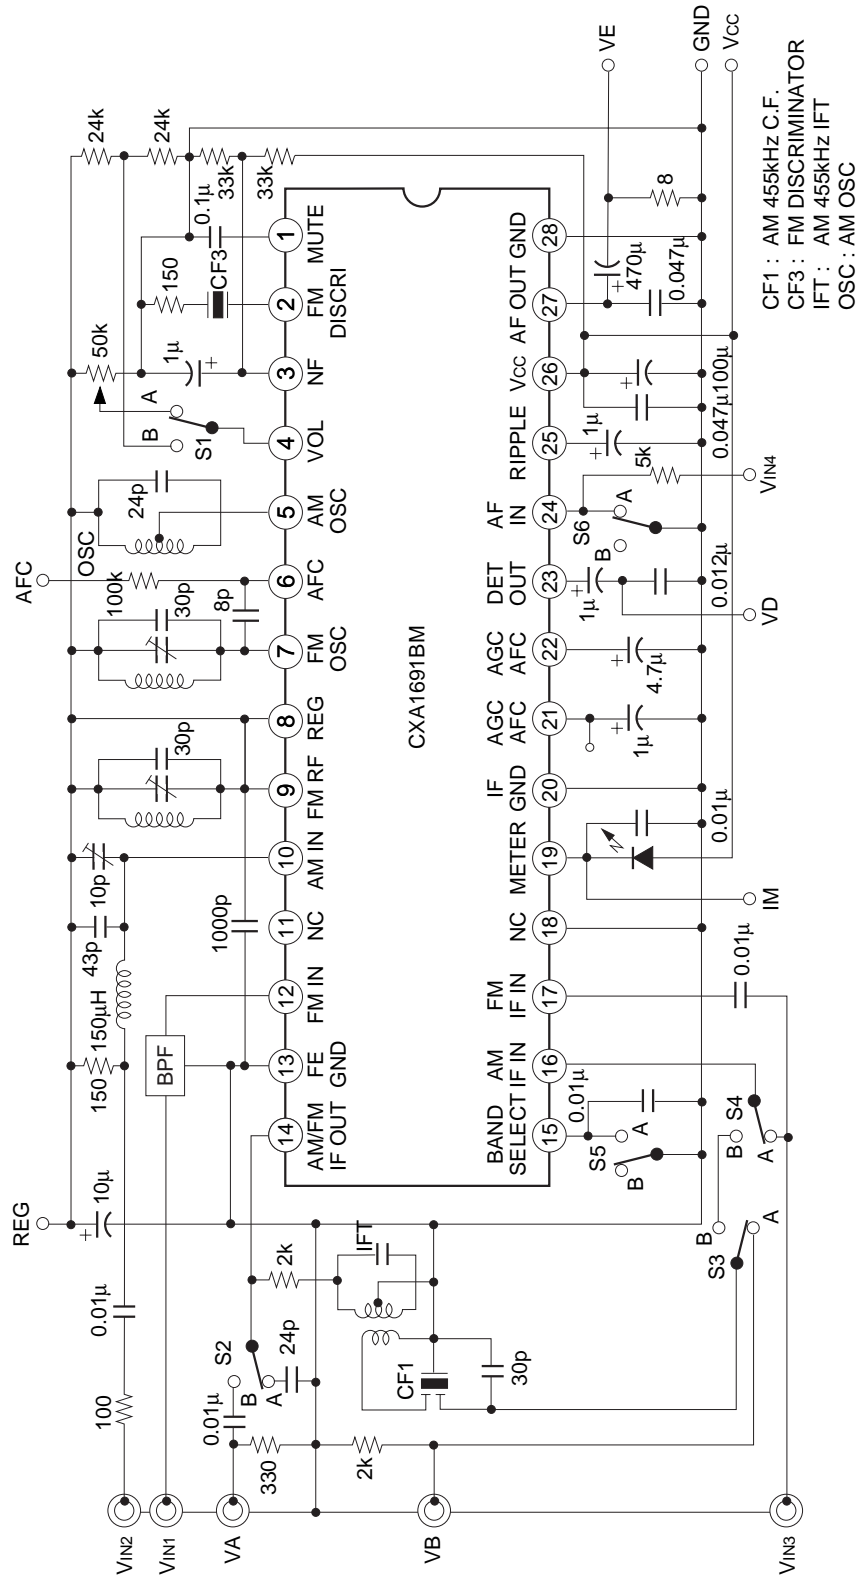 REG
10µ
150
150µH
43p
10p
30p
AFC
100k
30p
8p
OSC
24p
50k
1µ
150
CF3
0.1µ
24k
24k
33k
33k
VIN2
100
0.01µ
VIN1
BPF
1000p
VA
0.01µ
S2
B
A
24p
330
2k
IFT
2k
CF1
30p
VB
VIN3
B
A
S1
14
AM/FM
IF OUT
13
FE
GND
12
FM IN
11
NC
10
AM IN
9
FM RF
8
REG
7
FM
OSC
6
AFC
5
AM
OSC
4
VOL
3
NF
2
FM
DISCRI
1
MUTE
CXA1691BM
BAND
SELECT
15
AM
IF IN
16
FM
IF IN
17
NC
18
METER
19
IF
GND
20
AGC
AFC
21
AGC
AFC
22
DET
OUT
23
AF
IN
24
RIPPLE
25
Vcc
26
AF OUT
27
GND
28
0.01µ
S5
B
A
S4
B
A
S3
B
A
0.01µ
IM
0.01µ
1µ
4.7µ
1µ
0.012µ
VD
S6
B
A
5k
VIN4
1µ
0.047µ
100µ
470µ
0.047µ
8
VE
GND
Vcc
CF1 : AM 455kHz C.F.
CF3 : FM DISCRIMINATOR
IFT : AM 455kHz IFT
OSC : AM OSC